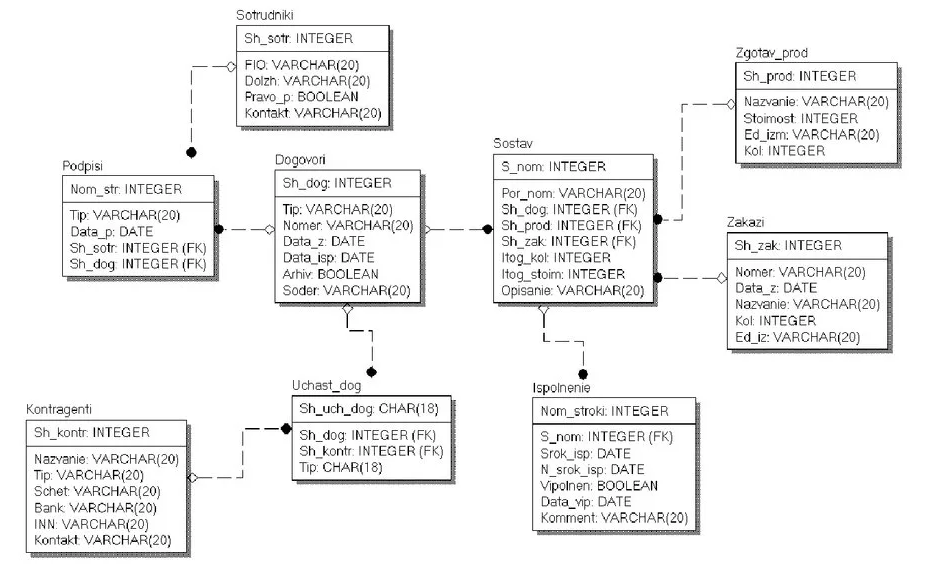 Sotrudniki
Sh_sotr: INTEGER
FIO: VARCHAR(20)
Dolzh: VARCHAR(20)
Pravo_p: BOOLEAN
Kontakt: VARCHAR(20)
Zgotav_prod
Sh_prod: INTEGER
Nazvanie: VARCHAR(20)
Stoimost: INTEGER
Ed_izm: VARCHAR(20)
Kol: INTEGER
Podpisi
Nom_str: INTEGER
Tip: VARCHAR(20)
Data_p: DATE
Sh_sotr: INTEGER (FK)
Sh_dog: INTEGER (FK)
Dogovori
Sh_dog: INTEGER
Tip: VARCHAR(20)
Nomer: VARCHAR(20)
Data_z: DATE
Data_isp: DATE
Arhiv: BOOLEAN
Soder: VARCHAR(20)
Sostav
S_nom: INTEGER
Por_nom: VARCHAR(20)
Sh_dog: INTEGER (FK)
Sh_prod: INTEGER (FK)
Sh_zak: INTEGER (FK)
Itog_kol: INTEGER
Itog_stoim: INTEGER
Opisanie: VARCHAR(20)
Zakazi
Sh_zak: INTEGER
Nomer: VARCHAR(20)
Data_z: DATE
Nazvanie: VARCHAR(20)
Kol: INTEGER
Ed_iz: VARCHAR(20)
Kontragenti
Sh_kontr: INTEGER
Nazvanie: VARCHAR(20)
Tip: VARCHAR(20)
Schet: VARCHAR(20)
Bank: VARCHAR(20)
INN: VARCHAR(20)
Kontakt: VARCHAR(20)
Uchast_dog
Sh_uch_dog: CHAR(18)
Sh_dog: INTEGER (FK)
Sh_kontr: INTEGER (FK)
Tip: CHAR(18)
Ispolnenie
Nom_stroki: INTEGER
S_nom: INTEGER (FK)
Srok_isp: DATE
N_srok_isp: DATE
Vipolnen: BOOLEAN
Data_vip: DATE
Komment: VARCHAR(20)